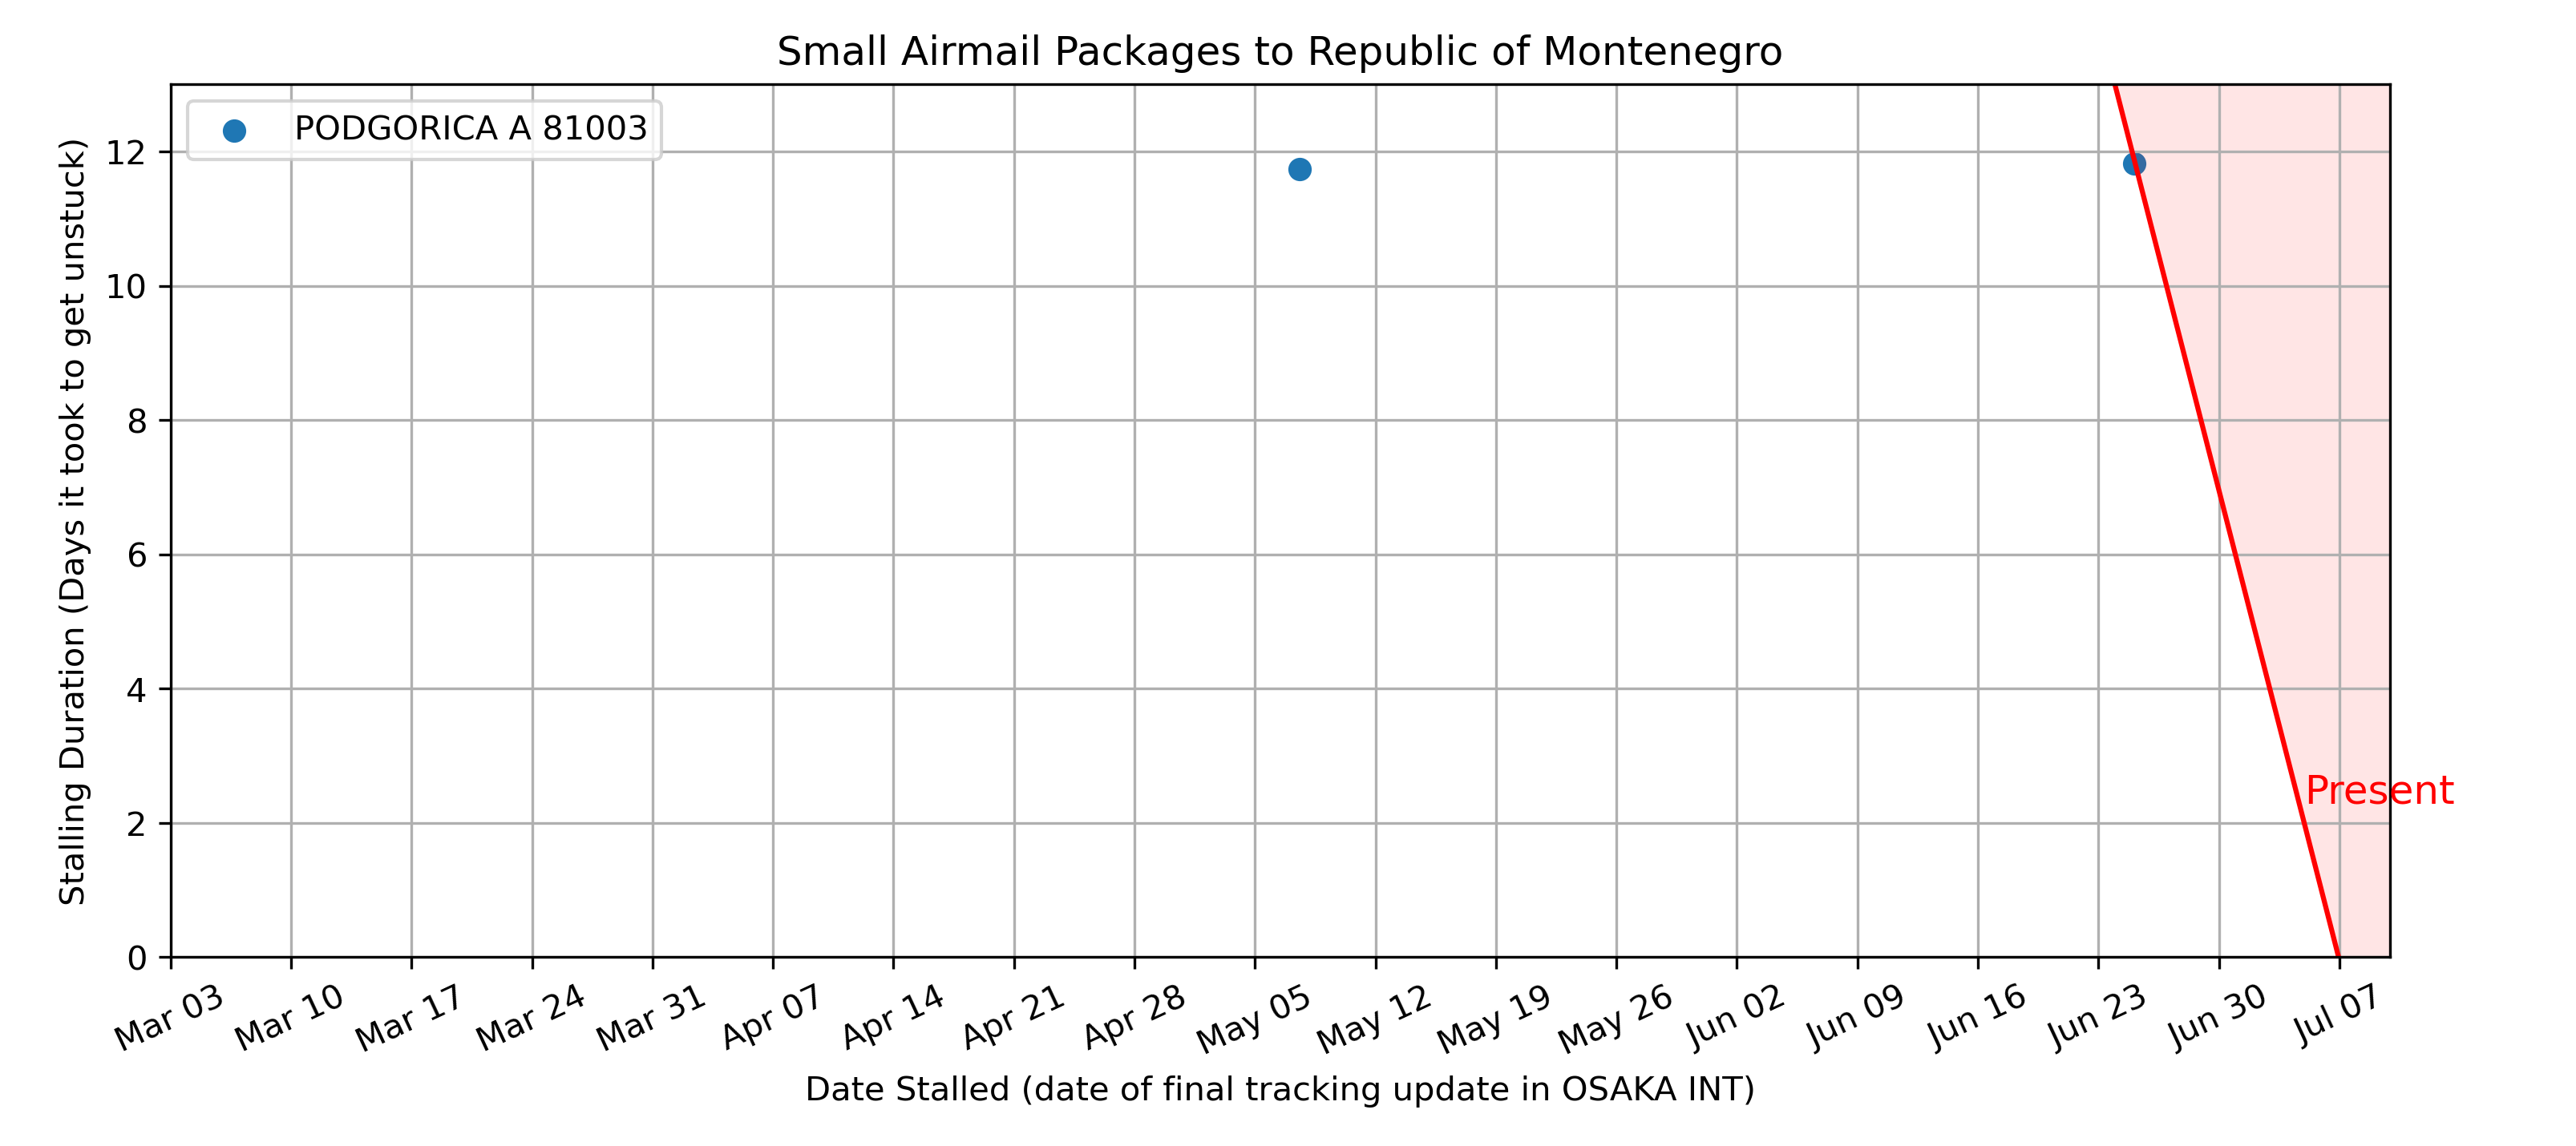 Small Airmail Packages to Republic of Montenegro
PODGORICA A 81003
Stalling Duration (Days it took to get unstuck)
12
10
8
6
4
2
0
Present
Mar 03 Mar 10 Mar 17 Mar 24 Mar 31 Apr 07 Apr 14 Apr 21 Apr 28 May 05 May 12 May 19 May 26 Jun 02 Jun 09 Jun 16 Jun 23 Jun 30 Jul 07
Date Stalled (date of final tracking update in OSAKA INT)